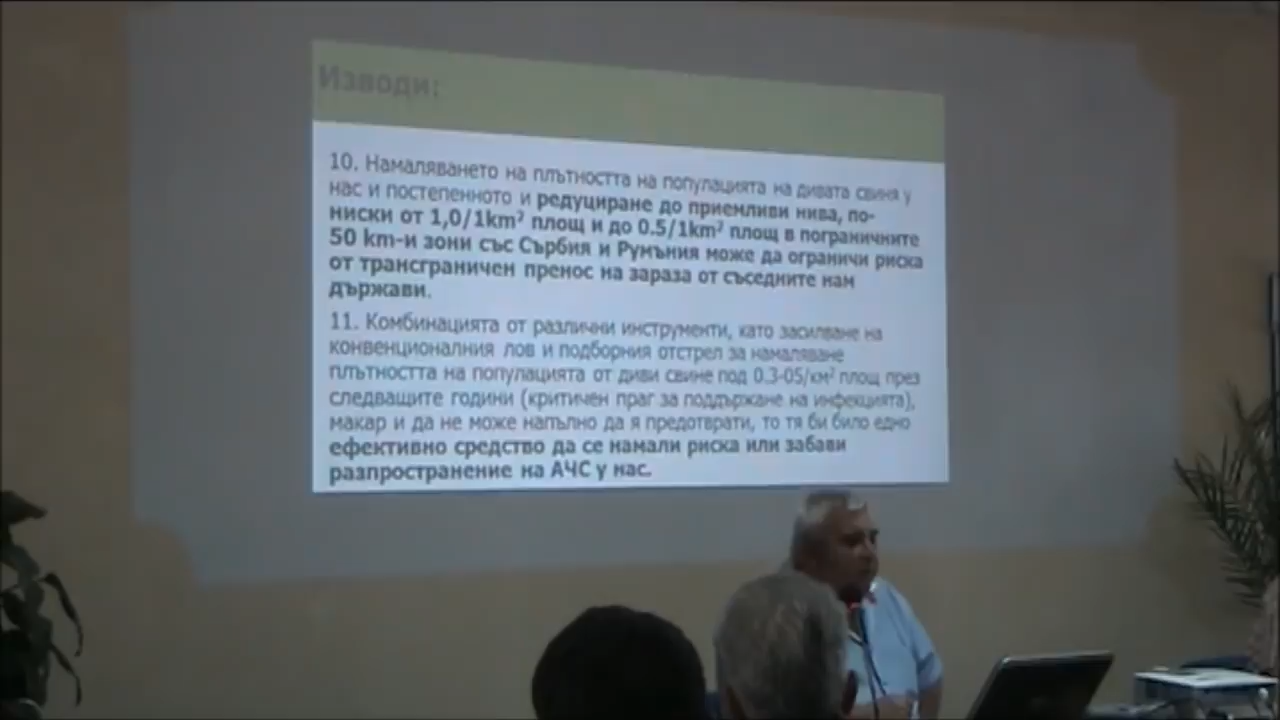 Изводи:
10. Намаляването на плътността на популацията на дивата свиня у
нас и постепенното и редуциране до приемливи нива, по-
ниски от 1,0/1km² площ и до 0.5/1km² площ в пограничните
50 km-и зони със Сърбия и Румъния може да ограничи риска
от трансграничен пренос на зараза от съседните нам
държави.
11. Комбинацията от различни инструменти, като засилване на
конвенционалния лов и подборния отстрел за намаляване
плътността на популацията от диви свине под 0.3-05/км² площ през
следващите години (критичен праг за поддържане на инфекцията),
макар и да не може напълно да я предотврати, то тя би било едно
ефективно средство да се намали риска или забави
разпространение на АЧС у нас.